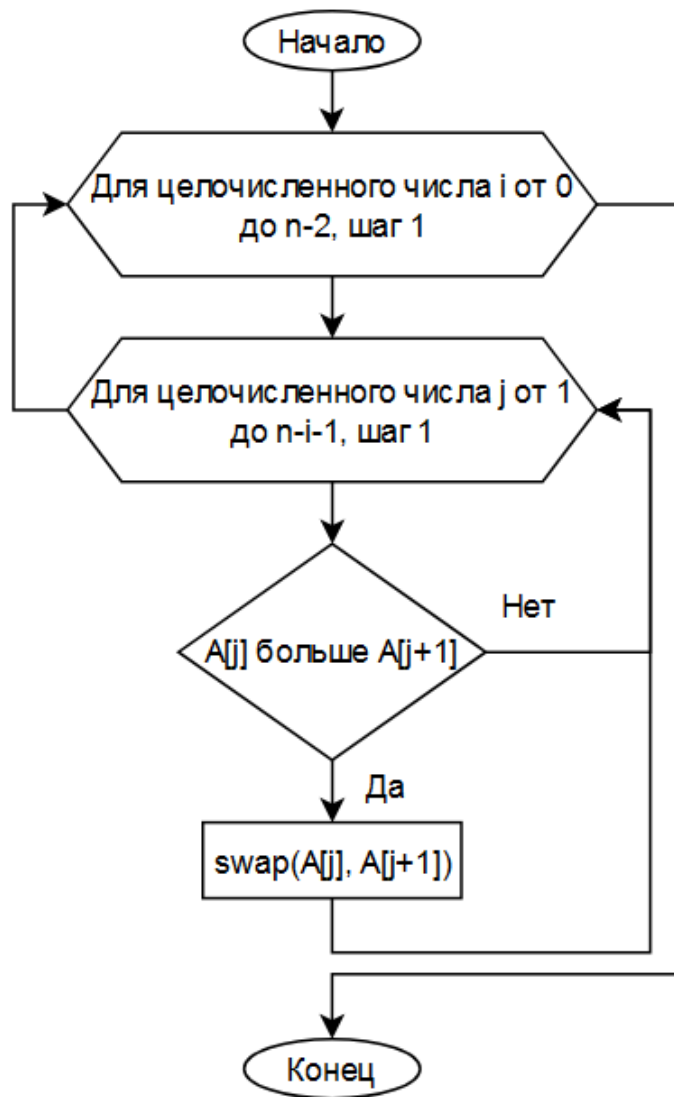 Начало
Для целочисленного числа i от 0
до n-2, шаг 1
Для целочисленного числа j от 1
до n-i-1, шаг 1
A[j] больше A[j+1]
Нет
Да
swap(A[j], A[j+1])
Конец